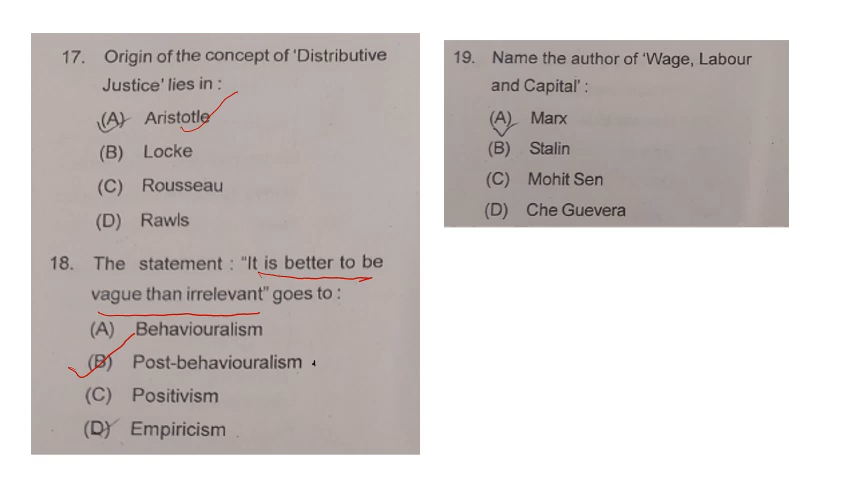 17. Origin of the concept of 'Distributive
Justice' lies in :
(A) Aristotle
(B) Locke
(C) Rousseau
(D) Rawls
18. The statement : "It is better to be
vague than irrelevant" goes to :
(A) Behaviouralism
(B) Post-behaviouralism
(C) Positivism
(D) Empiricism
19. Name the author of 'Wage, Labour
and Capital' :
(A) Marx
(B) Stalin
(C) Mohit Sen
(D) Che Guevera